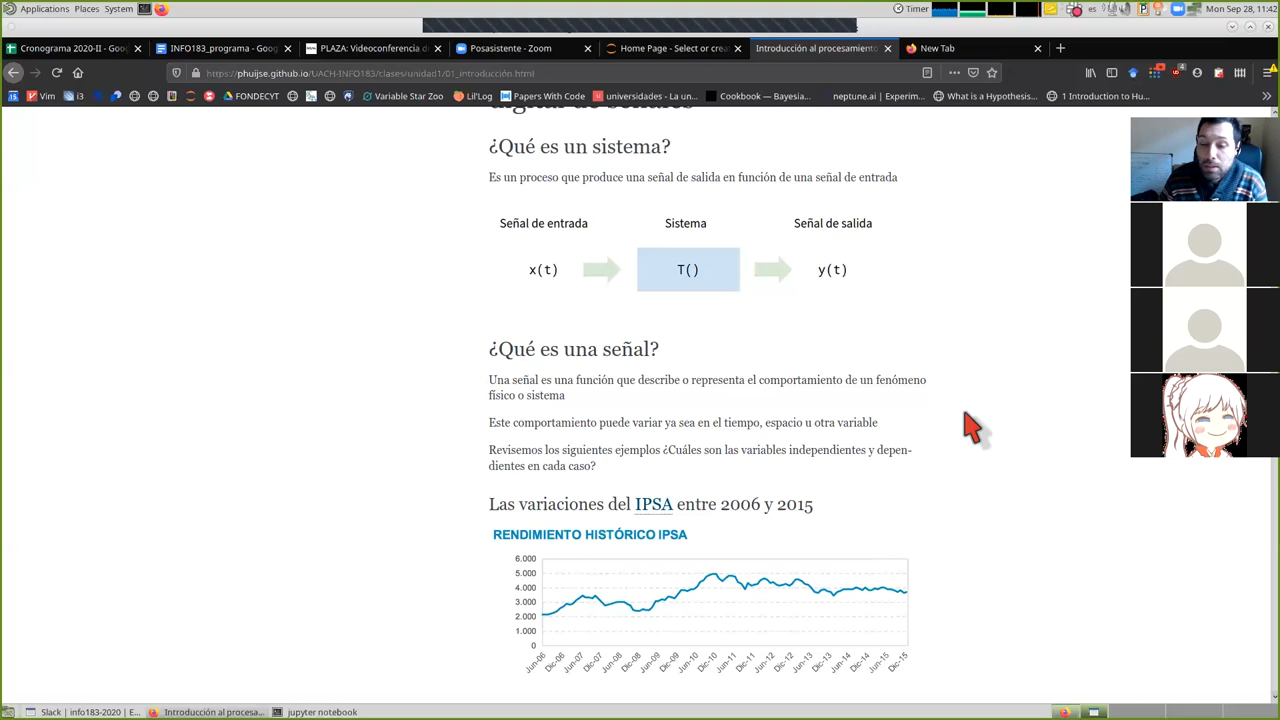 Applications Places System
Timer
es
Mon Sep 28, 11:42
Cronograma 2020-II - Goog
INFO183_programa - Goog
PLAZA: Videoconferencia d
Posasistente - Zoom
Home Page - Select or crea
Introducción al procesamiento
New Tab
https://phuijse.github.io/UACH-INFO183/clases/unidad1/01_introducción.html
Vim
i3
FONDECYT
Variable Star Zoo
Lil'Log
Papers With Code
universidades - La un...
Cookbook — Bayesia...
neptune.ai | Experim...
What is a Hypothesis...
1 Introduction to Hu...
digital de señales
¿Qué es un sistema?
Es un proceso que produce una señal de salida en función de una señal de entrada
Señal de entrada Sistema Señal de salida
x(t) T() y(t)
¿Qué es una señal?
Una señal es una función que describe o representa el comportamiento de un fenómeno
físico o sistema
Este comportamiento puede variar ya sea en el tiempo, espacio u otra variable
Revisemos los siguientes ejemplos ¿Cuáles son las variables independientes y depen-
dientes en cada caso?
Las variaciones del IPSA entre 2006 y 2015
RENDIMIENTO HISTÓRICO IPSA
6.000
5.000
4.000
3.000
2.000
1.000
0
Jun-06 Dic-06 Jun-07 Dic-07 Jun-08 Dic-08 Jun-09 Dic-09 Jun-10 Dic-10 Jun-11 Dic-11 Jun-12 Dic-12 Jun-13 Dic-13 Jun-14 Dic-14 Jun-15 Dic-15
Slack | info183-2020 | E...
Introducción al procesa...
jupyter notebook